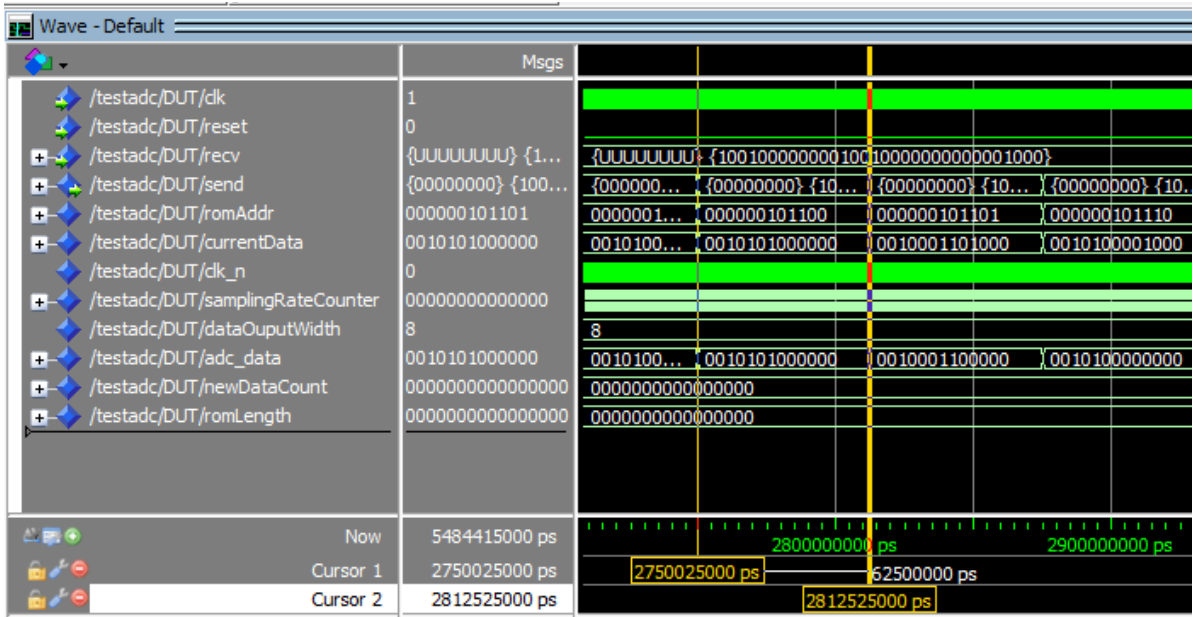 Wave - Default
Msgs
/testadc/DUT/clk 1
/testadc/DUT/reset 0
/testadc/DUT/recv {UUUUUUUU} {1... {UUUUUUUU} {10010000000010010000000000001000}
/testadc/DUT/send {00000000} {100... {000000... {00000000} {10... {00000000} {10... {00000000} {10.
/testadc/DUT/romAddr 000000101101 0000001... 000000101100 000000101101 000000101110
/testadc/DUT/currentData 0010101000000 0010100... 0010101000000 0010001101000 0010100001000
/testadc/DUT/clk_n 0
/testadc/DUT/samplingRateCounter 00000000000000
/testadc/DUT/dataOuputWidth 8 8
/testadc/DUT/adc_data 0010101000000 0010100... 0010101000000 0010001100000 0010100000000
/testadc/DUT/newDataCount 0000000000000000 0000000000000000
/testadc/DUT/romLength 0000000000000000 0000000000000000
Now 5484415000 ps 2800000000 ps 2900000000 ps
Cursor 1 2750025000 ps 2750025000 ps 62500000 ps
Cursor 2 2812525000 ps 2812525000 ps